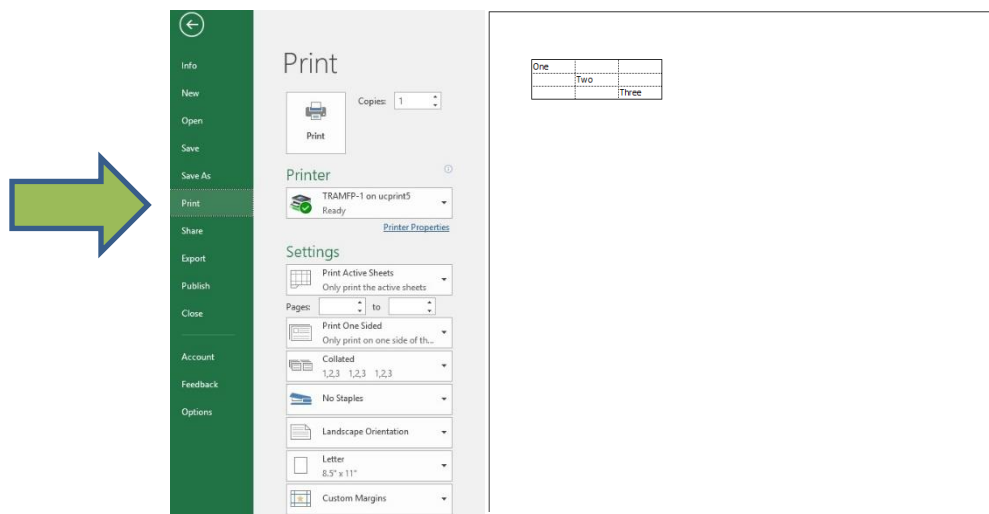 Info
New
Open
Save
Save As
Print
Share
Export
Publish
Close
Account
Feedback
Options
Print
Copies: 1
Print
Printer
TRAMFP-1 on ucprint5
Ready
Printer Properties
Settings
Print Active Sheets
Only print the active sheets
Pages: to
Print One Sided
Only print on one side of th...
Collated
1,2,3 1,2,3 1,2,3
No Staples
Landscape Orientation
Letter
8.5" x 11"
Custom Margins
One
Two
Three